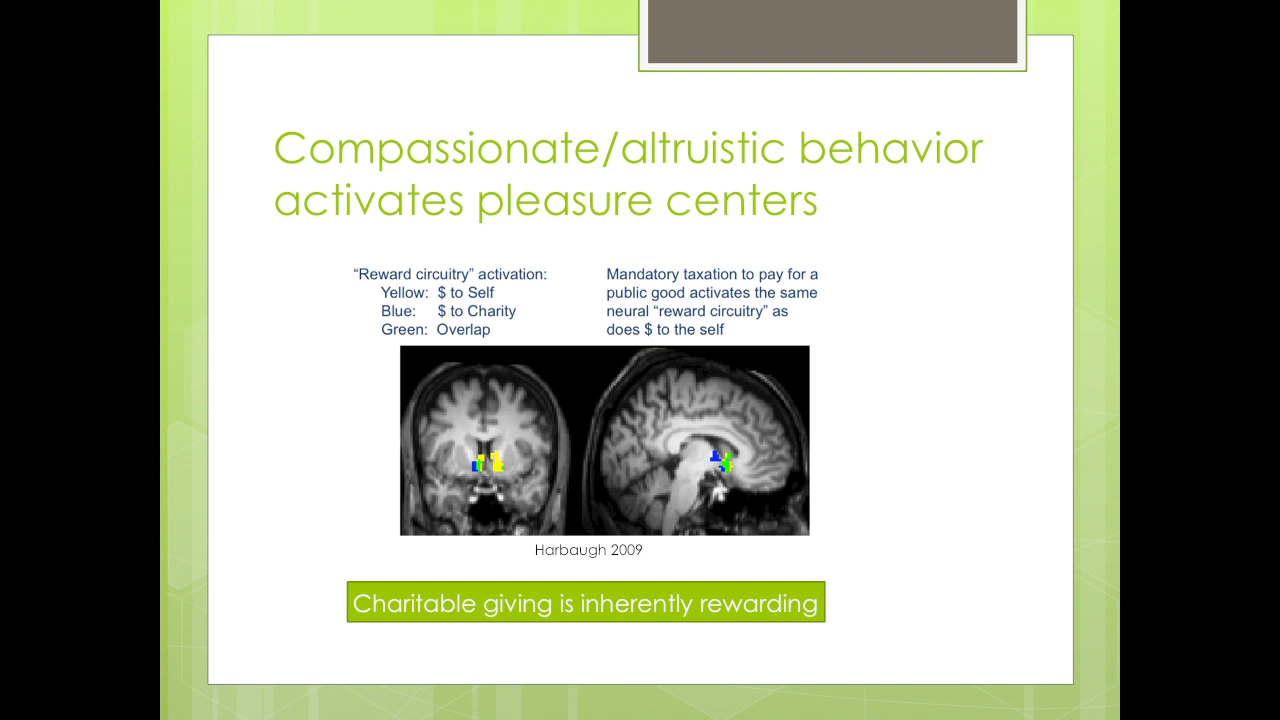 Compassionate/altruistic behavior
activates pleasure centers
“Reward circuitry” activation:
Yellow: $ to Self
Blue: $ to Charity
Green: Overlap
Mandatory taxation to pay for a
public good activates the same
neural “reward circuitry” as
does $ to the self
Harbaugh 2009
Charitable giving is inherently rewarding